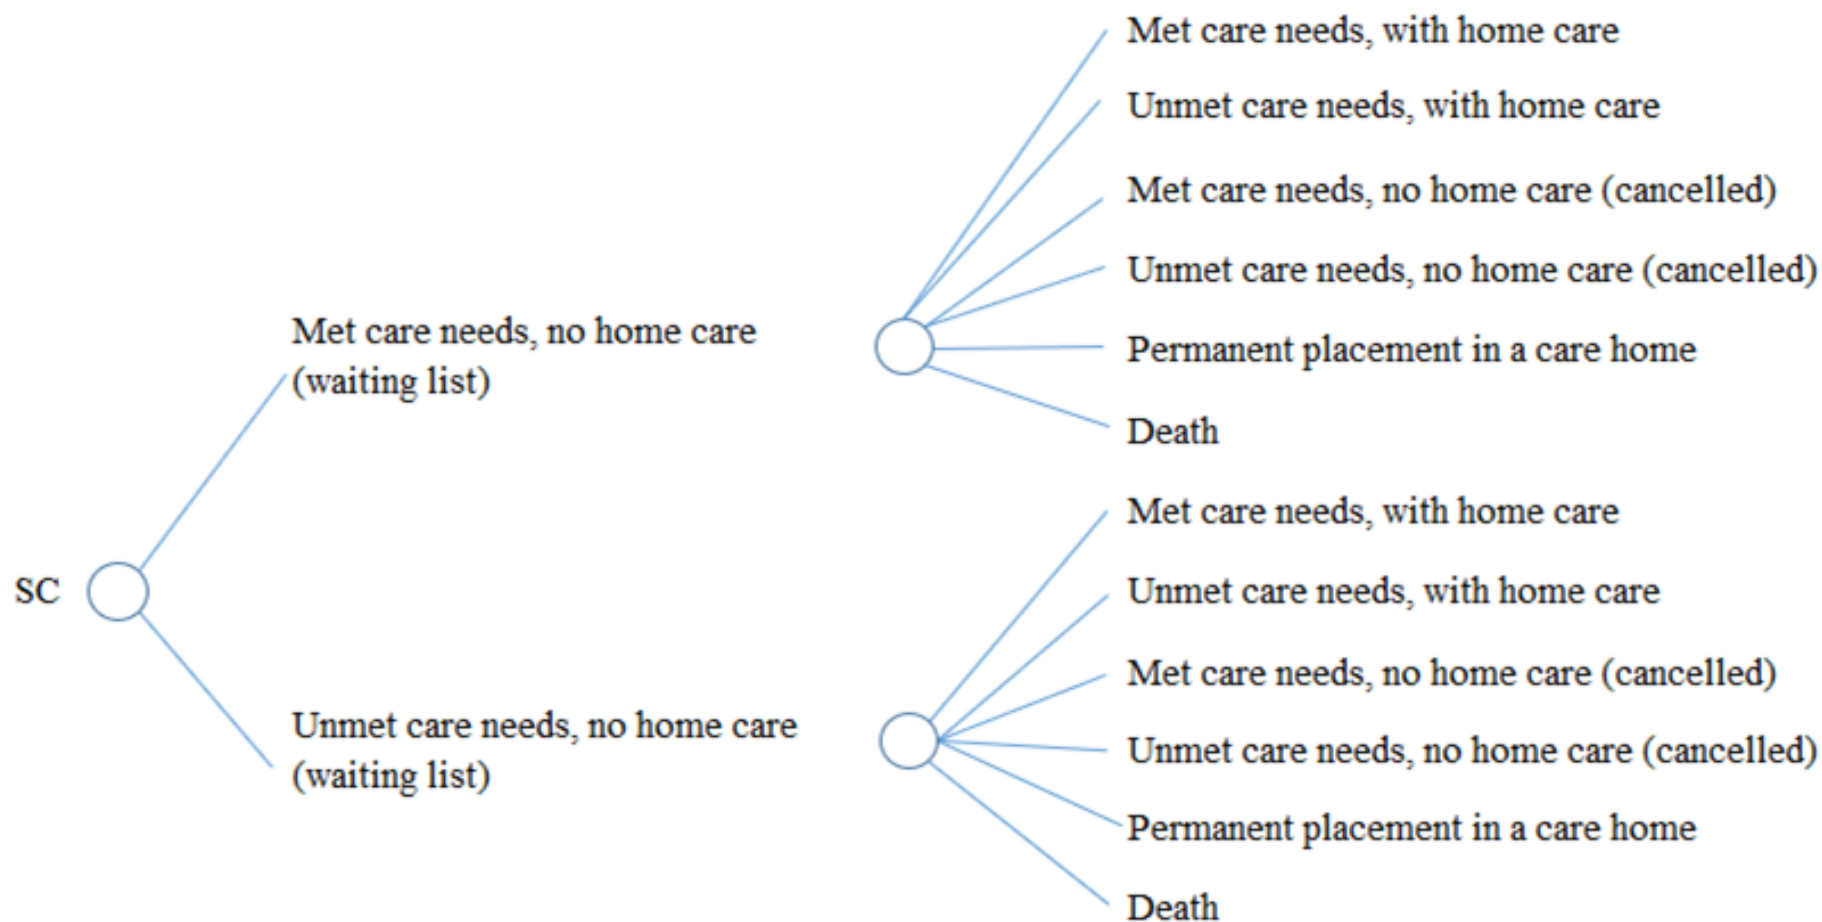 SC
Met care needs, no home care
(waiting list)
Unmet care needs, no home care
(waiting list)
Met care needs, with home care
Unmet care needs, with home care
Met care needs, no home care (cancelled)
Unmet care needs, no home care (cancelled)
Permanent placement in a care home
Death
Met care needs, with home care
Unmet care needs, with home care
Met care needs, no home care (cancelled)
Unmet care needs, no home care (cancelled)
Permanent placement in a care home
Death